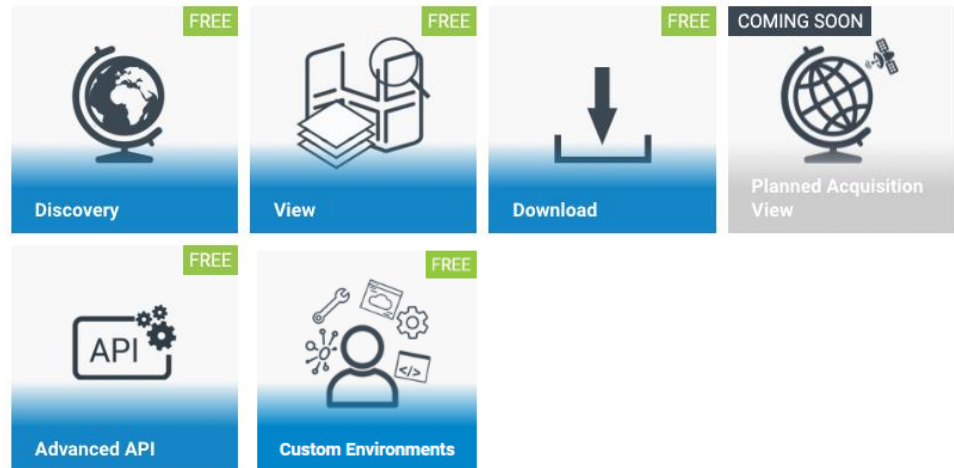 FREE
Discovery
FREE
View
FREE
Download
COMING SOON
Planned Acquisition
View
FREE
API
Advanced API
FREE
</>
Custom Environments